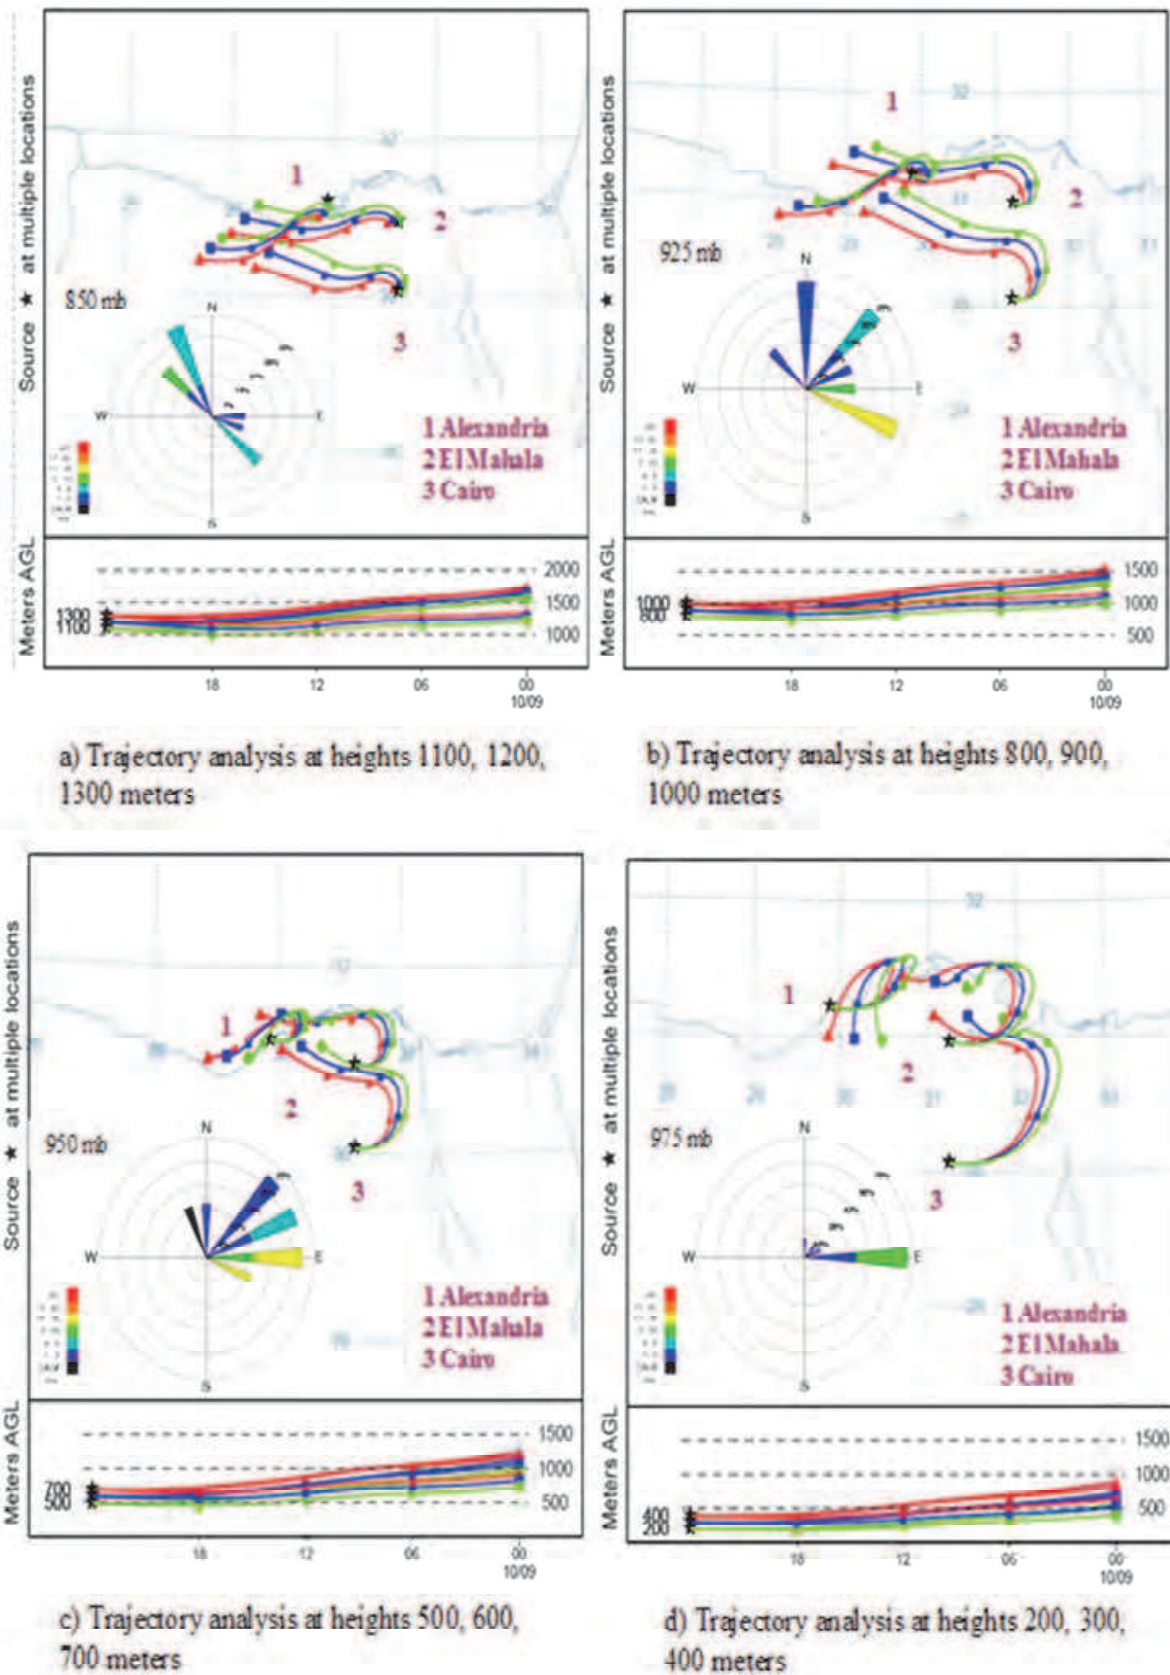 Source ★ at multiple locations
1
2
3
850 mb
N
W
E
S
1 Alexandria
2 El Mahala
3 Cairo
Meters AGL
1300
1100
2000
1500
1000
18
12
06
00
10/09
a) Trajectory analysis at heights 1100, 1200,
1300 meters
Source ★ at multiple locations
32
1
2
3
925 mb
N
W
E
S
1 Alexandria
2 El Mahala
3 Cairo
Meters AGL
1000
800
1500
1000
500
18
12
06
00
10/09
b) Trajectory analysis at heights 800, 900,
1000 meters
Source ★ at multiple locations
1
2
3
950 mb
N
W
E
S
1 Alexandria
2 El Mahala
3 Cairo
Meters AGL
700
500
1500
1000
500
18
12
06
00
10/09
c) Trajectory analysis at heights 500, 600,
700 meters
Source ★ at multiple locations
32
1
2
3
975 mb
N
W
E
S
1 Alexandria
2 El Mahala
3 Cairo
Meters AGL
400
200
1500
1000
500
18
12
06
00
10/09
d) Trajectory analysis at heights 200, 300,
400 meters